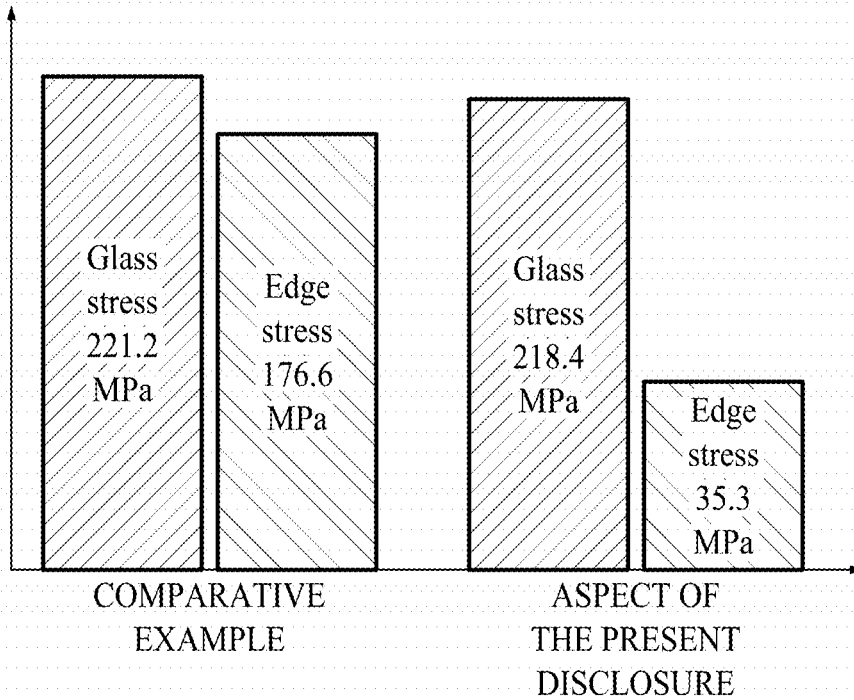 Glass
stress
221.2
MPa
Edge
stress
176.6
MPa
Glass
stress
218.4
MPa
Edge
stress
35.3
MPa
COMPARATIVE
EXAMPLE
ASPECT OF
THE PRESENT
DISCLOSURE